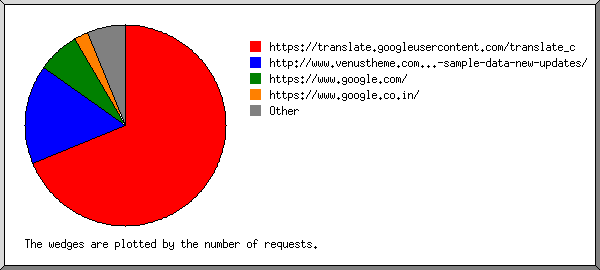 https://translate.googleusercontent.com/translate_c
http://www.venustheme.com...-sample-data-new-updates/
https://www.google.com/
https://www.google.co.in/
Other
The wedges are plotted by the number of requests.